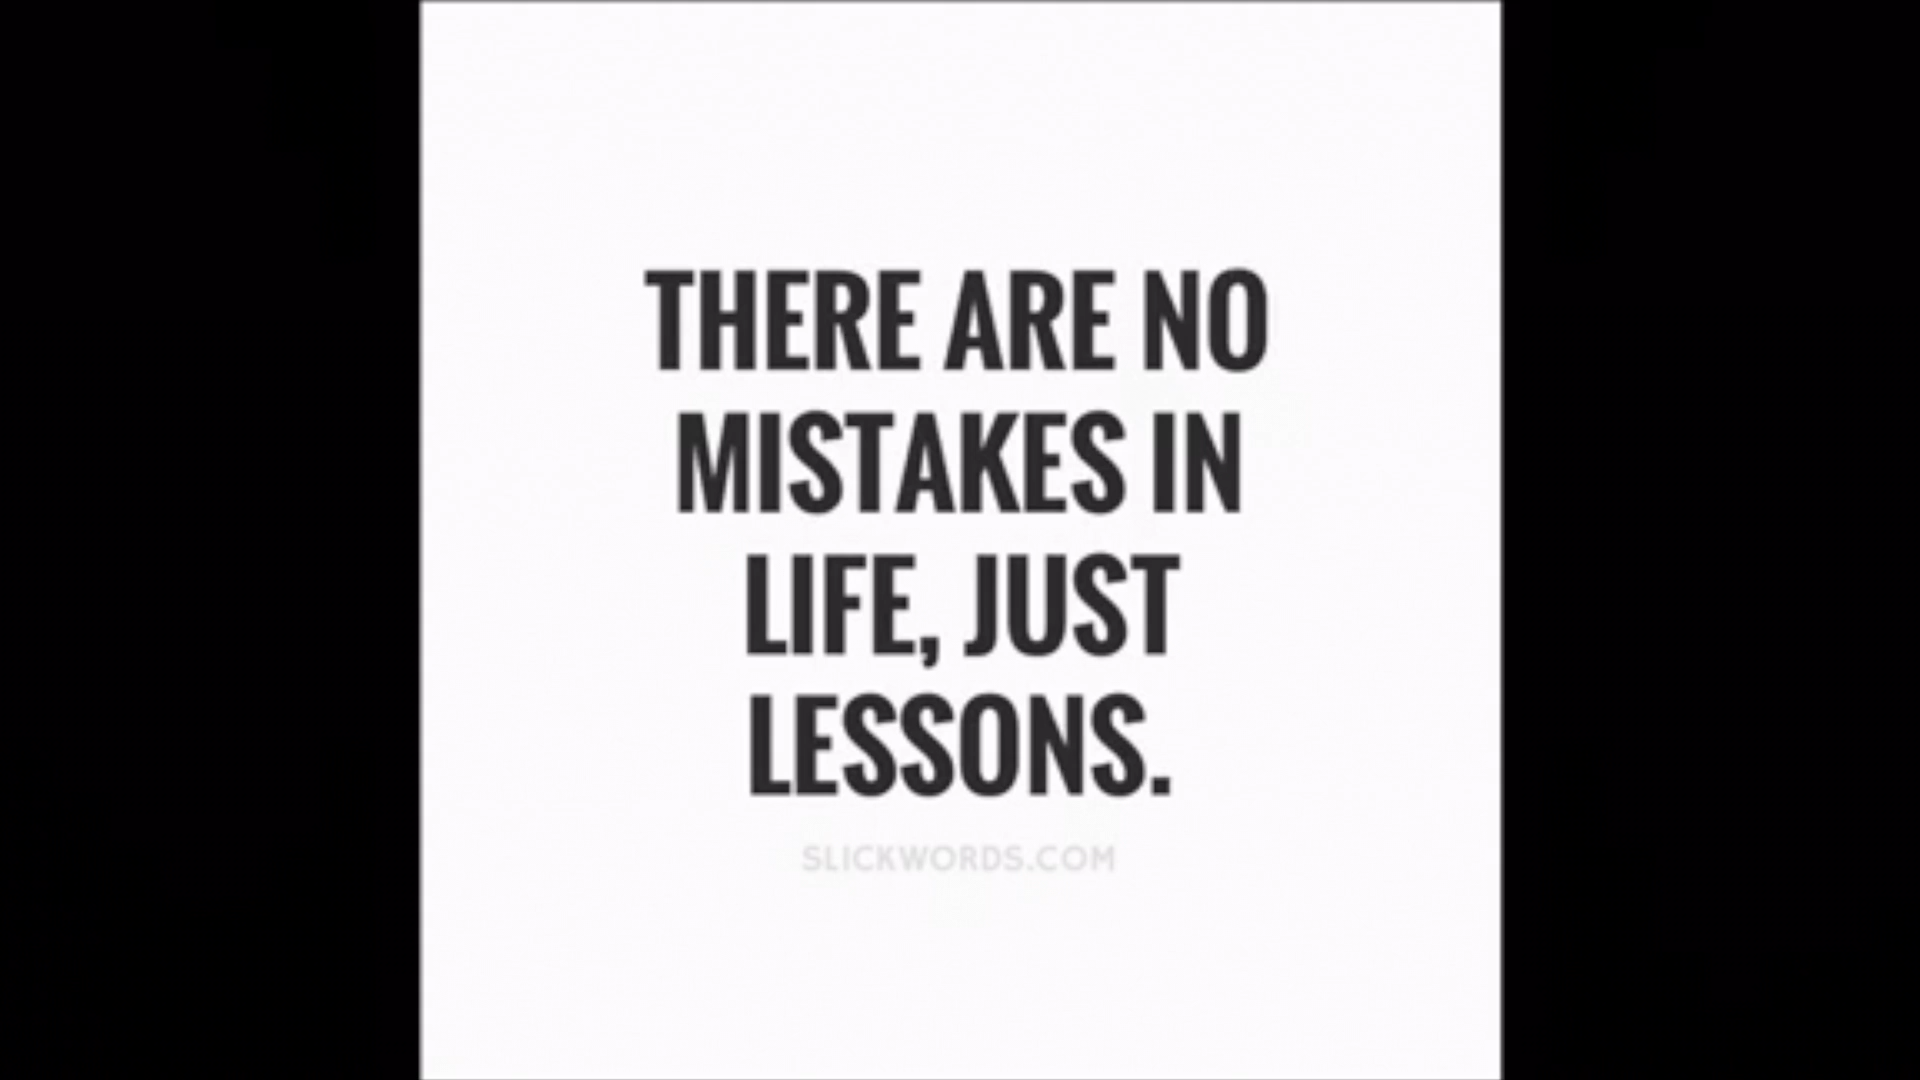 THERE ARE NO
MISTAKES IN
LIFE, JUST
LESSONS.
SLICKWORDS.COM